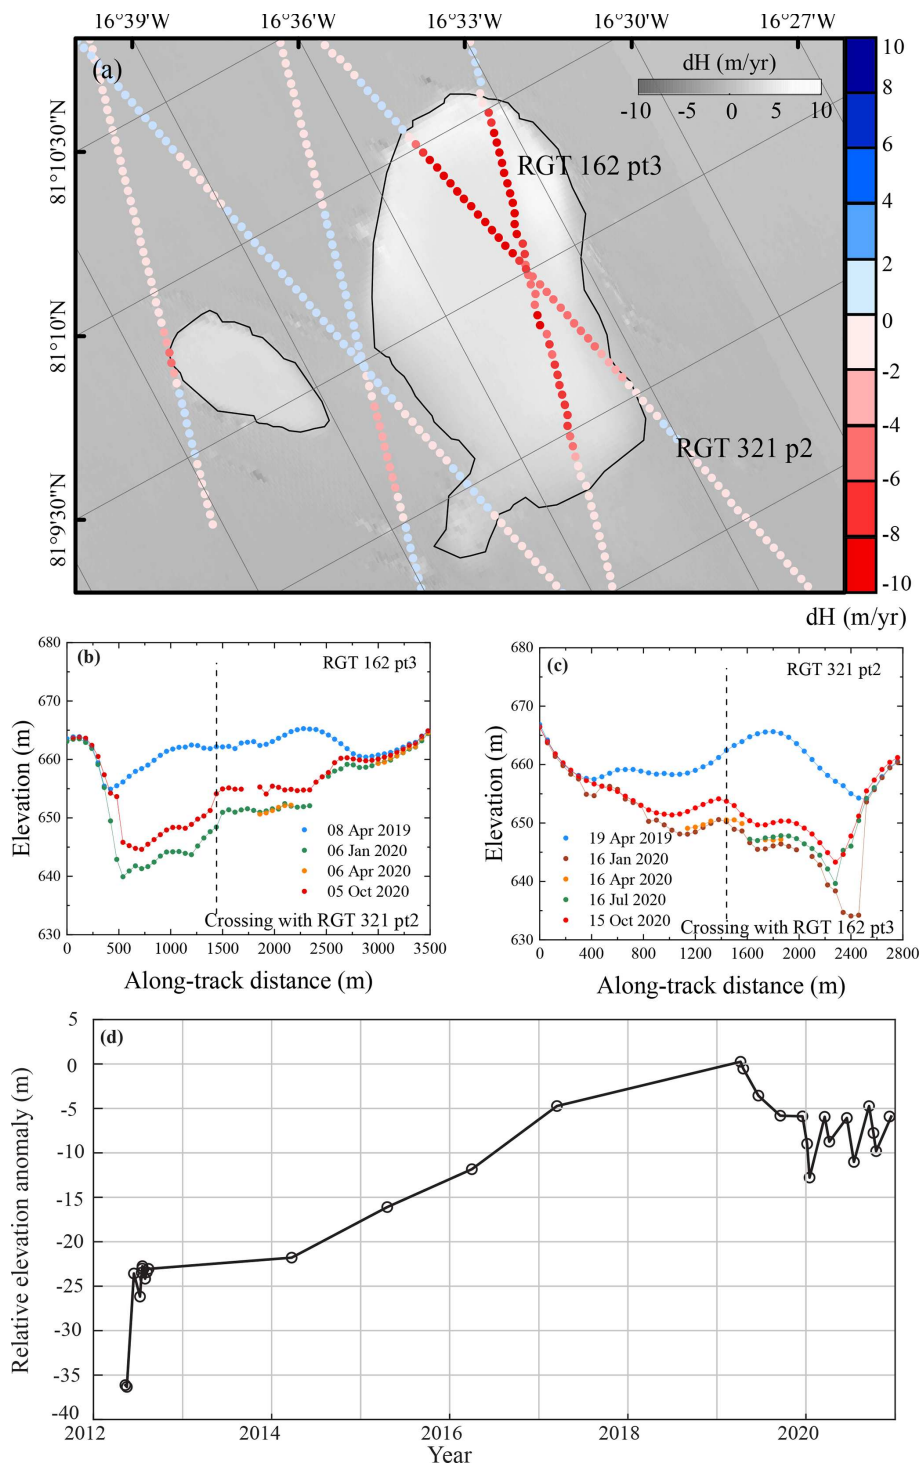 16°39'W 16°36'W 16°33'W 16°30'W 16°27'W
(a)
dH (m/yr)
-10 -5 0 5 10
RGT 162 pt3
RGT 321 p2
81°10'30"N
81°10'N
81°9'30"N
10
8
6
4
2
0
-2
-4
-6
-8
-10
dH (m/yr)
(b)
RGT 162 pt3
680
670
660
650
640
630
Elevation (m)
08 Apr 2019
06 Jan 2020
06 Apr 2020
05 Oct 2020
Crossing with RGT 321 pt2
0 500 1000 1500 2000 2500 3000 3500
Along-track distance (m)
(c)
RGT 321 pt2
680
670
660
650
640
630
Elevation (m)
19 Apr 2019
16 Jan 2020
16 Apr 2020
16 Jul 2020
15 Oct 2020
Crossing with RGT 162 pt3
0 400 800 1200 1600 2000 2400 2800
Along-track distance (m)
(d)
5
0
-5
-10
-15
-20
-25
-30
-35
-40
Relative elevation anomaly (m)
2012 2014 2016 2018 2020
Year